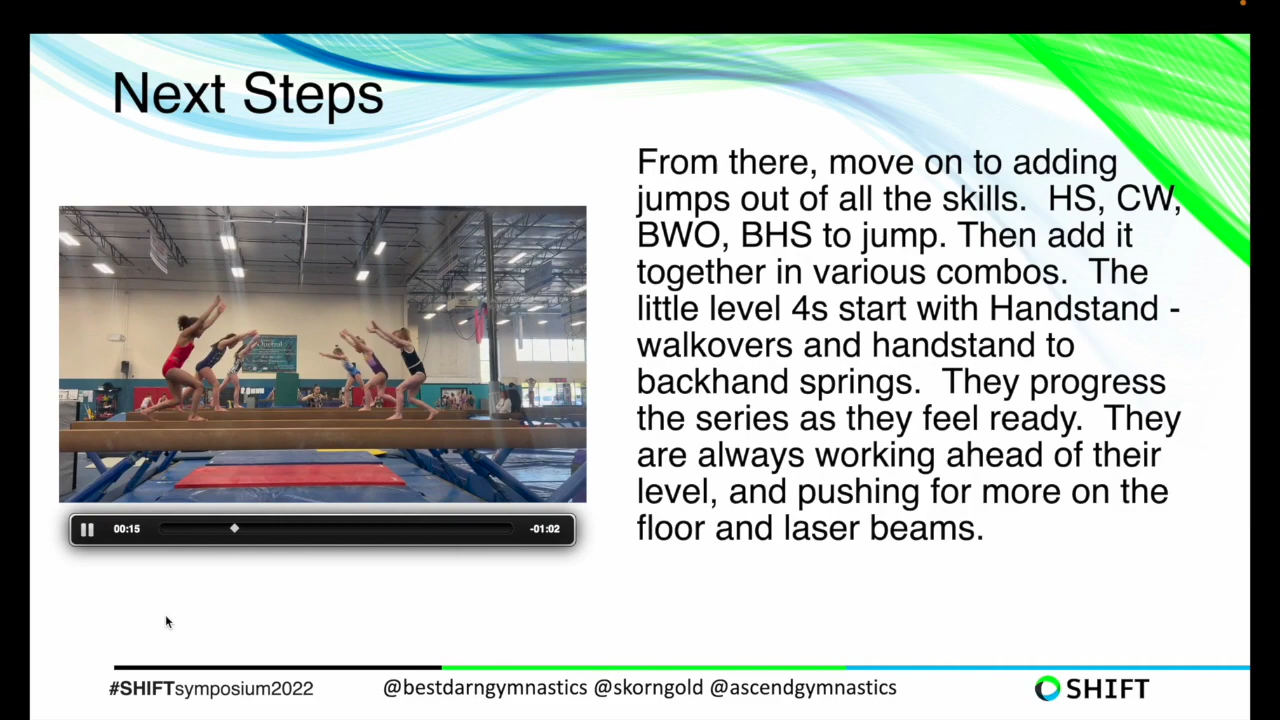 Next Steps
From there, move on to adding
jumps out of all the skills.  HS, CW,
BWO, BHS to jump. Then add it
together in various combos.  The
little level 4s start with Handstand -
walkovers and handstand to
backhand springs.  They progress
the series as they feel ready.  They
are always working ahead of their
level, and pushing for more on the
floor and laser beams.
00:15
-01:02
#SHIFTsymposium2022
@bestdarngymnastics @skorngold @ascendgymnastics
SHIFT